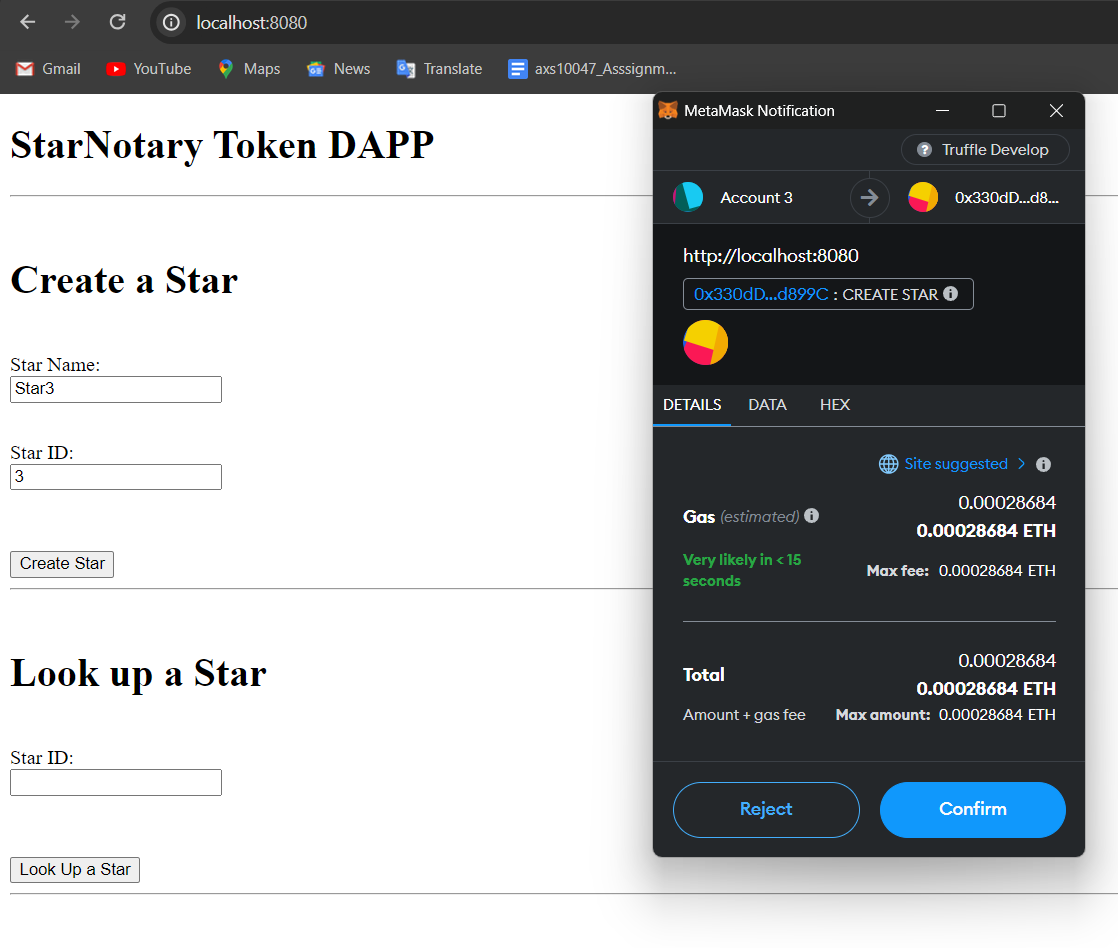 localhost:8080
Gmail
YouTube
Maps
News
Translate
axs10047_Asssignm...
StarNotary Token DAPP
Create a Star
Star Name:
Star3
Star ID:
3
Create Star
Look up a Star
Star ID:
Look Up a Star
MetaMask Notification
Truffle Develop
Account 3
0x330dD...d8...
http://localhost:8080
0x330dD...d899C : CREATE STAR
DETAILS DATA HEX
Site suggested >
0.00028684
Gas (estimated)
0.00028684 ETH
Very likely in < 15
seconds
Max fee: 0.00028684 ETH
0.00028684
Total
0.00028684 ETH
Amount + gas fee
Max amount: 0.00028684 ETH
Reject
Confirm